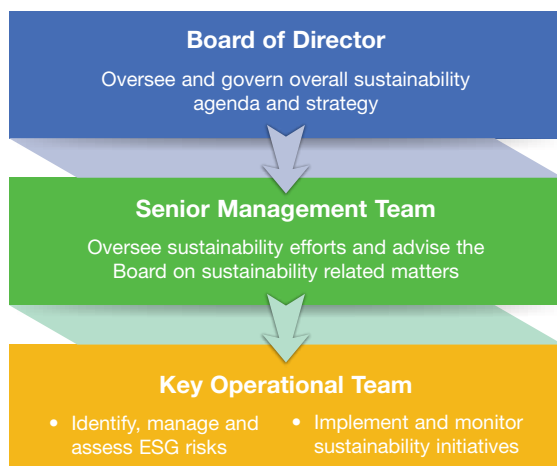 Board of Director
Oversee and govern overall sustainability
agenda and strategy
Senior Management Team
Oversee sustainability efforts and advise the
Board on sustainability related matters
Key Operational Team
• Identify, manage and
assess ESG risks
• Implement and monitor
sustainability initiatives